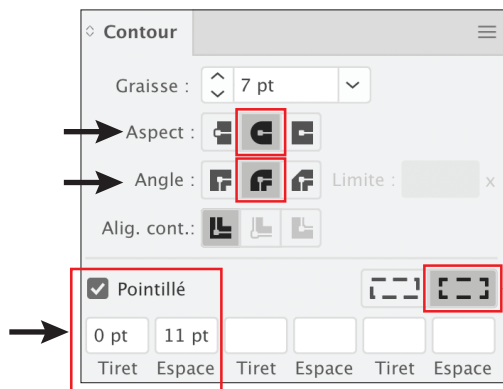 Contour
Graisse : 7 pt
Aspect :
Angle : Limite : x
Alig. cont.:
Pointillé
0 pt 11 pt
Tiret Espace Tiret Espace Tiret Espace